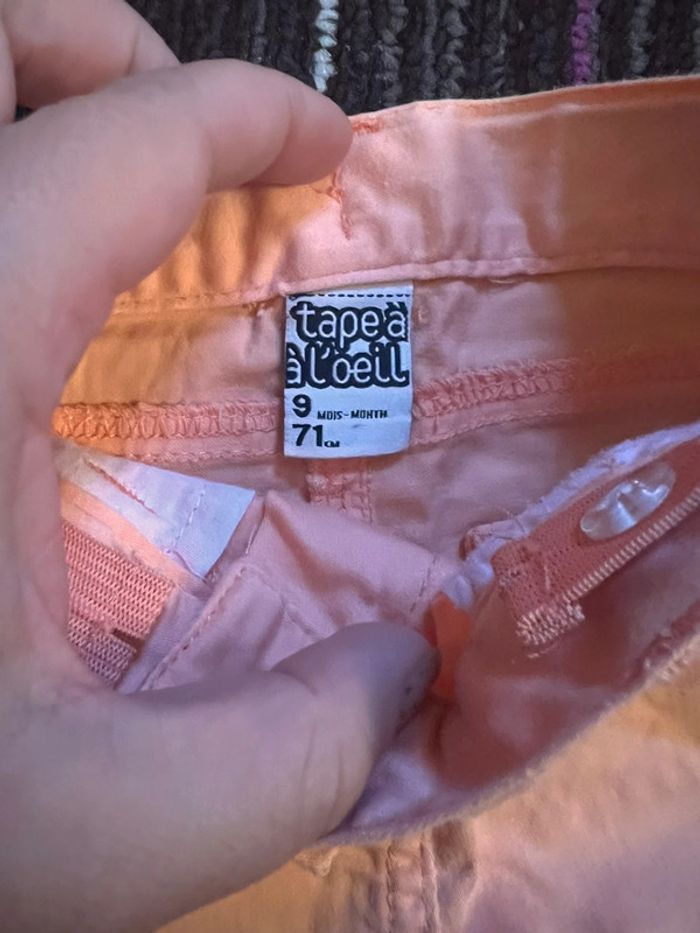 tape à
à l'oeil
9 MOIS-MONTH
71CM